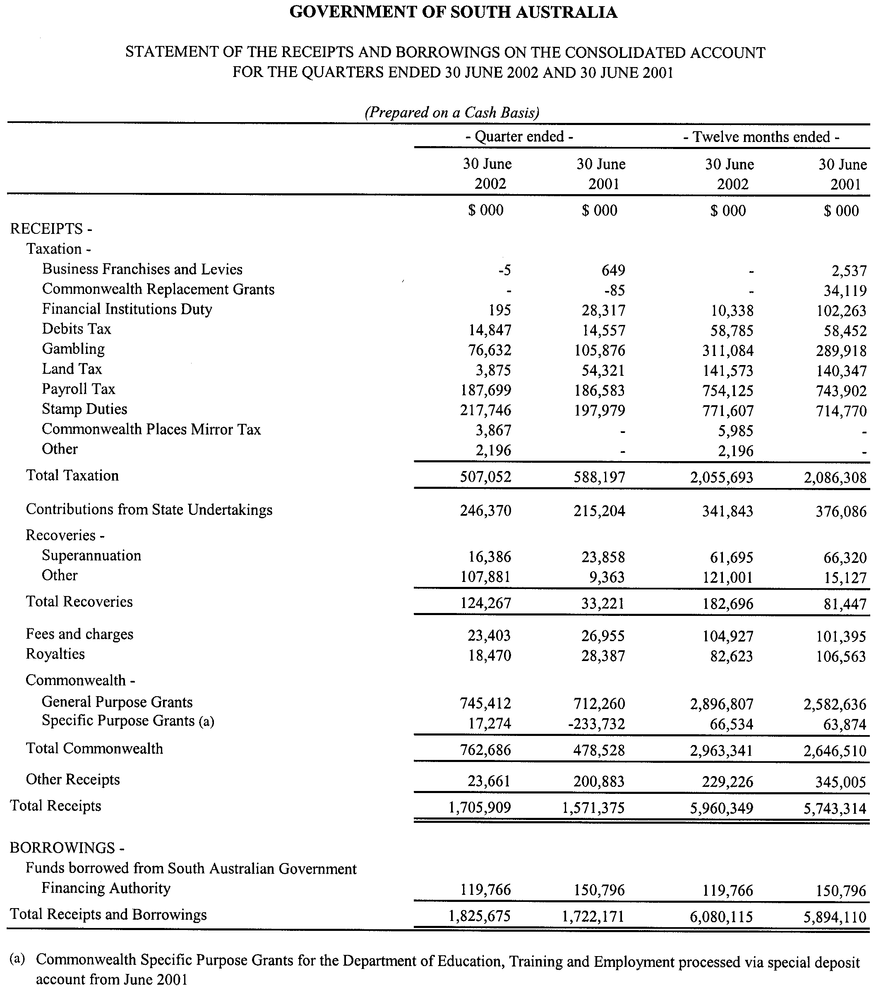 GOVERNMENT OF SOUTH AUSTRALIA
STATEMENT OF THE RECEIPTS AND BORROWINGS ON THE CONSOLIDATED ACCOUNT
FOR THE QUARTERS ENDED 30 JUNE 2002 AND 30 JUNE 2001
(Prepared on a Cash Basis)
- Quarter ended - - Twelve months ended -
30 June 30 June 30 June 30 June
2002 2001 2002 2001
$ 000 $ 000 $ 000 $ 000
RECEIPTS -
Taxation -
Business Franchises and Levies -5 649 - 2,537
Commonwealth Replacement Grants - -85 - 34,119
Financial Institutions Duty 195 28,317 10,338 102,263
Debits Tax 14,847 14,557 58,785 58,452
Gambling 76,632 105,876 311,084 289,918
Land Tax 3,875 54,321 141,573 140,347
Payroll Tax 187,699 186,583 754,125 743,902
Stamp Duties 217,746 197,979 771,607 714,770
Commonwealth Places Mirror Tax 3,867 - 5,985 -
Other 2,196 - 2,196 -
Total Taxation 507,052 588,197 2,055,693 2,086,308
Contributions from State Undertakings 246,370 215,204 341,843 376,086
Recoveries -
Superannuation 16,386 23,858 61,695 66,320
Other 107,881 9,363 121,001 15,127
Total Recoveries 124,267 33,221 182,696 81,447
Fees and charges 23,403 26,955 104,927 101,395
Royalties 18,470 28,387 82,623 106,563
Commonwealth -
General Purpose Grants 745,412 712,260 2,896,807 2,582,636
Specific Purpose Grants (a) 17,274 -233,732 66,534 63,874
Total Commonwealth 762,686 478,528 2,963,341 2,646,510
Other Receipts 23,661 200,883 229,226 345,005
Total Receipts 1,705,909 1,571,375 5,960,349 5,743,314
BORROWINGS -
Funds borrowed from South Australian Government
Financing Authority 119,766 150,796 119,766 150,796
Total Receipts and Borrowings 1,825,675 1,722,171 6,080,115 5,894,110
(a) Commonwealth Specific Purpose Grants for the Department of Education, Training and Employment processed via special deposit
account from June 2001